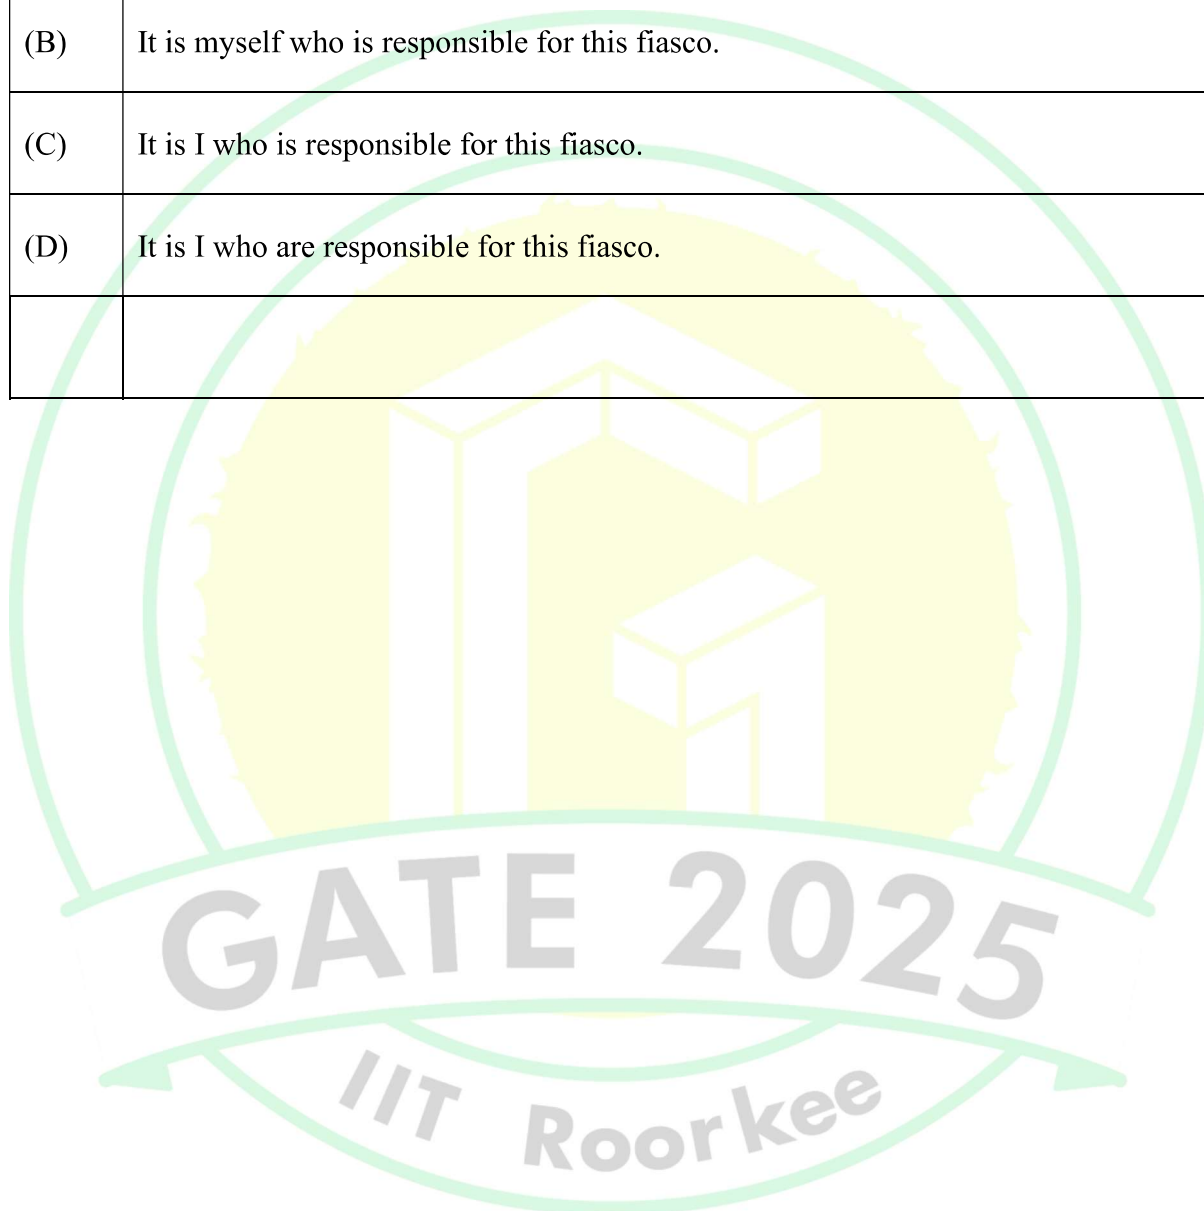 (B) It is myself who is responsible for this fiasco.
(C) It is I who is responsible for this fiasco.
(D) It is I who are responsible for this fiasco.
GATE 2025
IIT Roorkee